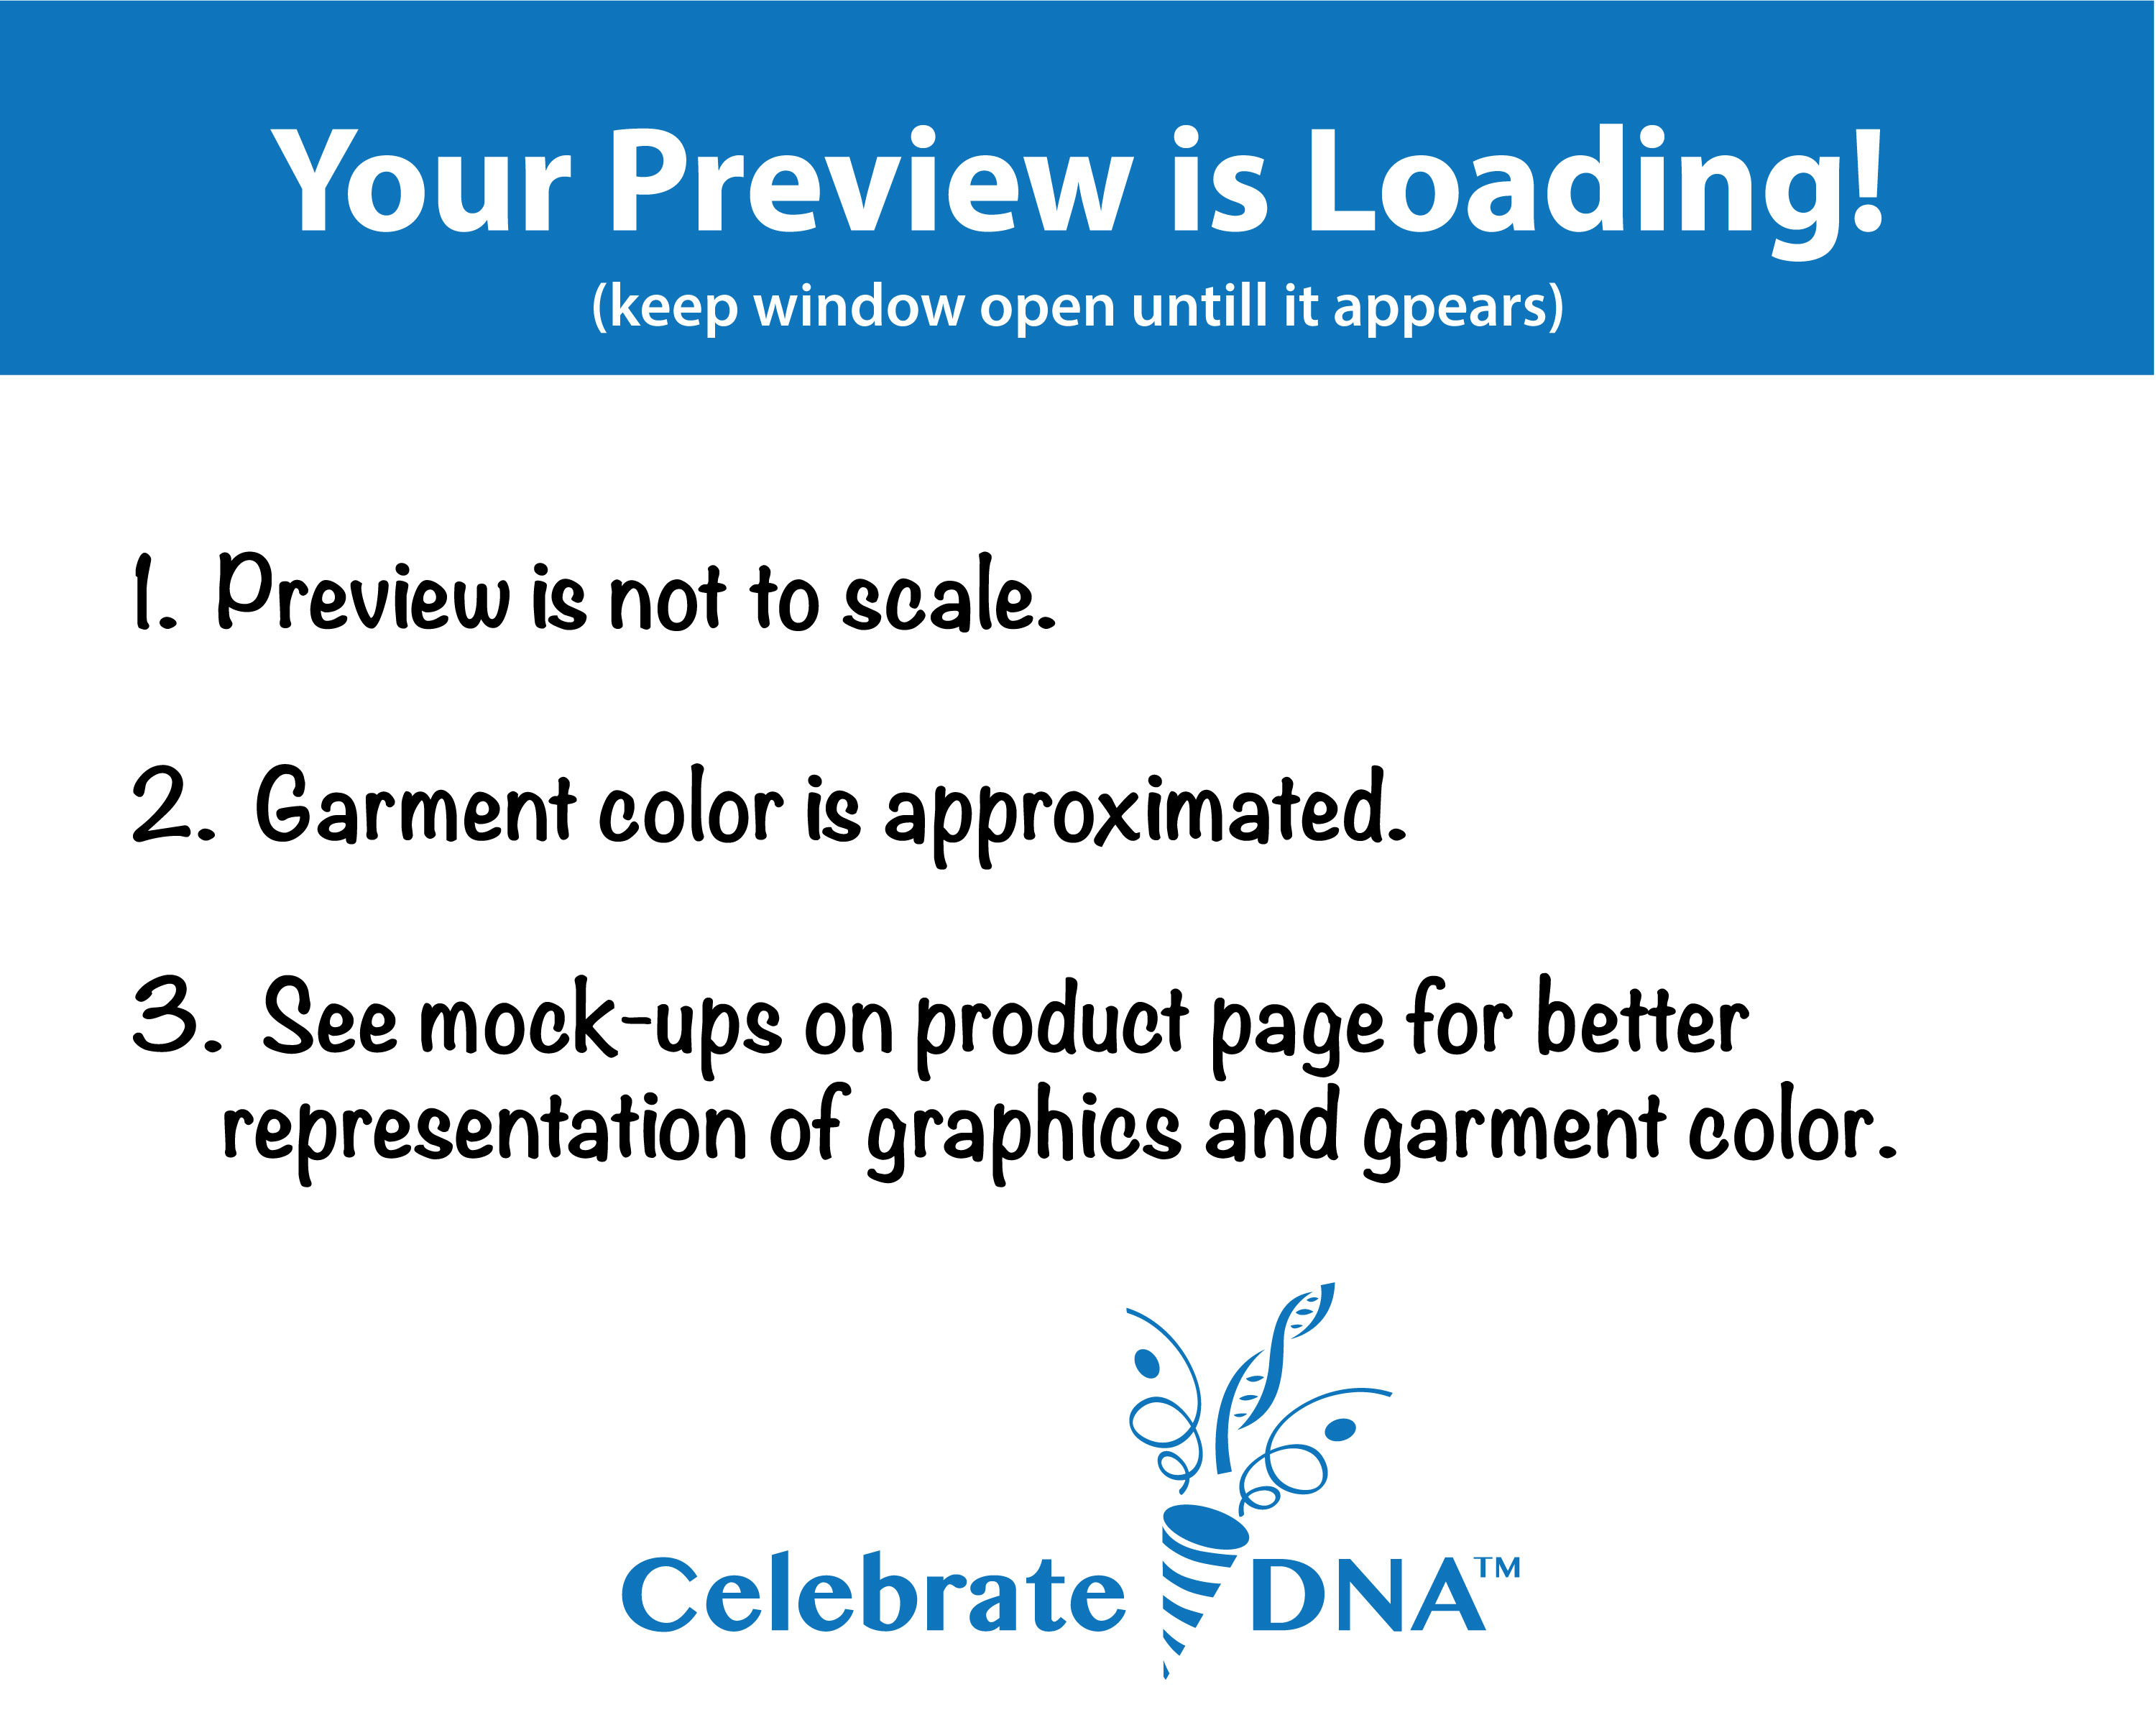 Your Preview is Loading!
(keep window open untill it appears)
1. Preview is not to scale.
2. Garment color is approximated.
3. See mock-ups on product page for better
representation of graphics and garment color.
Celebrate DNA™